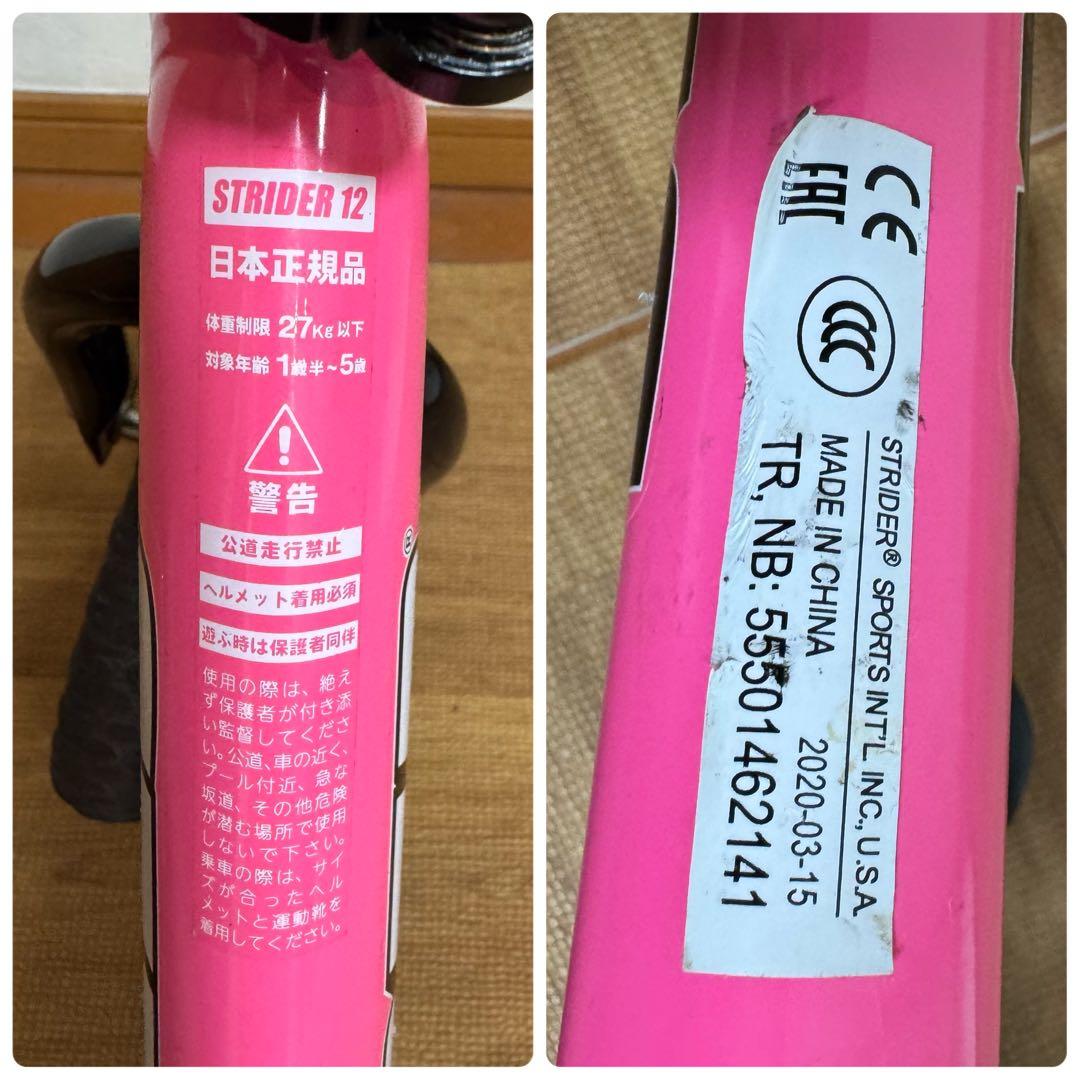 STRIDER 12
日本正規品
体重制限 27Kg以下
対象年齢 1歳半~5歳
警告
公道走行禁止
ヘルメット着用必須
遊ぶ時は保護者同伴
使用の際は、絶え
ず保護者が付き添
い監督してくださ
い。公道、車の近く、
プール付近、急な
坂道、その他危険
が潜む場所で使用
しないで下さい。
乗車の際は、サイ
ズが合ったヘル
メットと運動靴を
着用してください。
CE
EAC
CCC
STRIDER® SPORTS INT'L. INC., U.S.A
MADE IN CHINA 2020-03-15
TR, NB: 55501462141